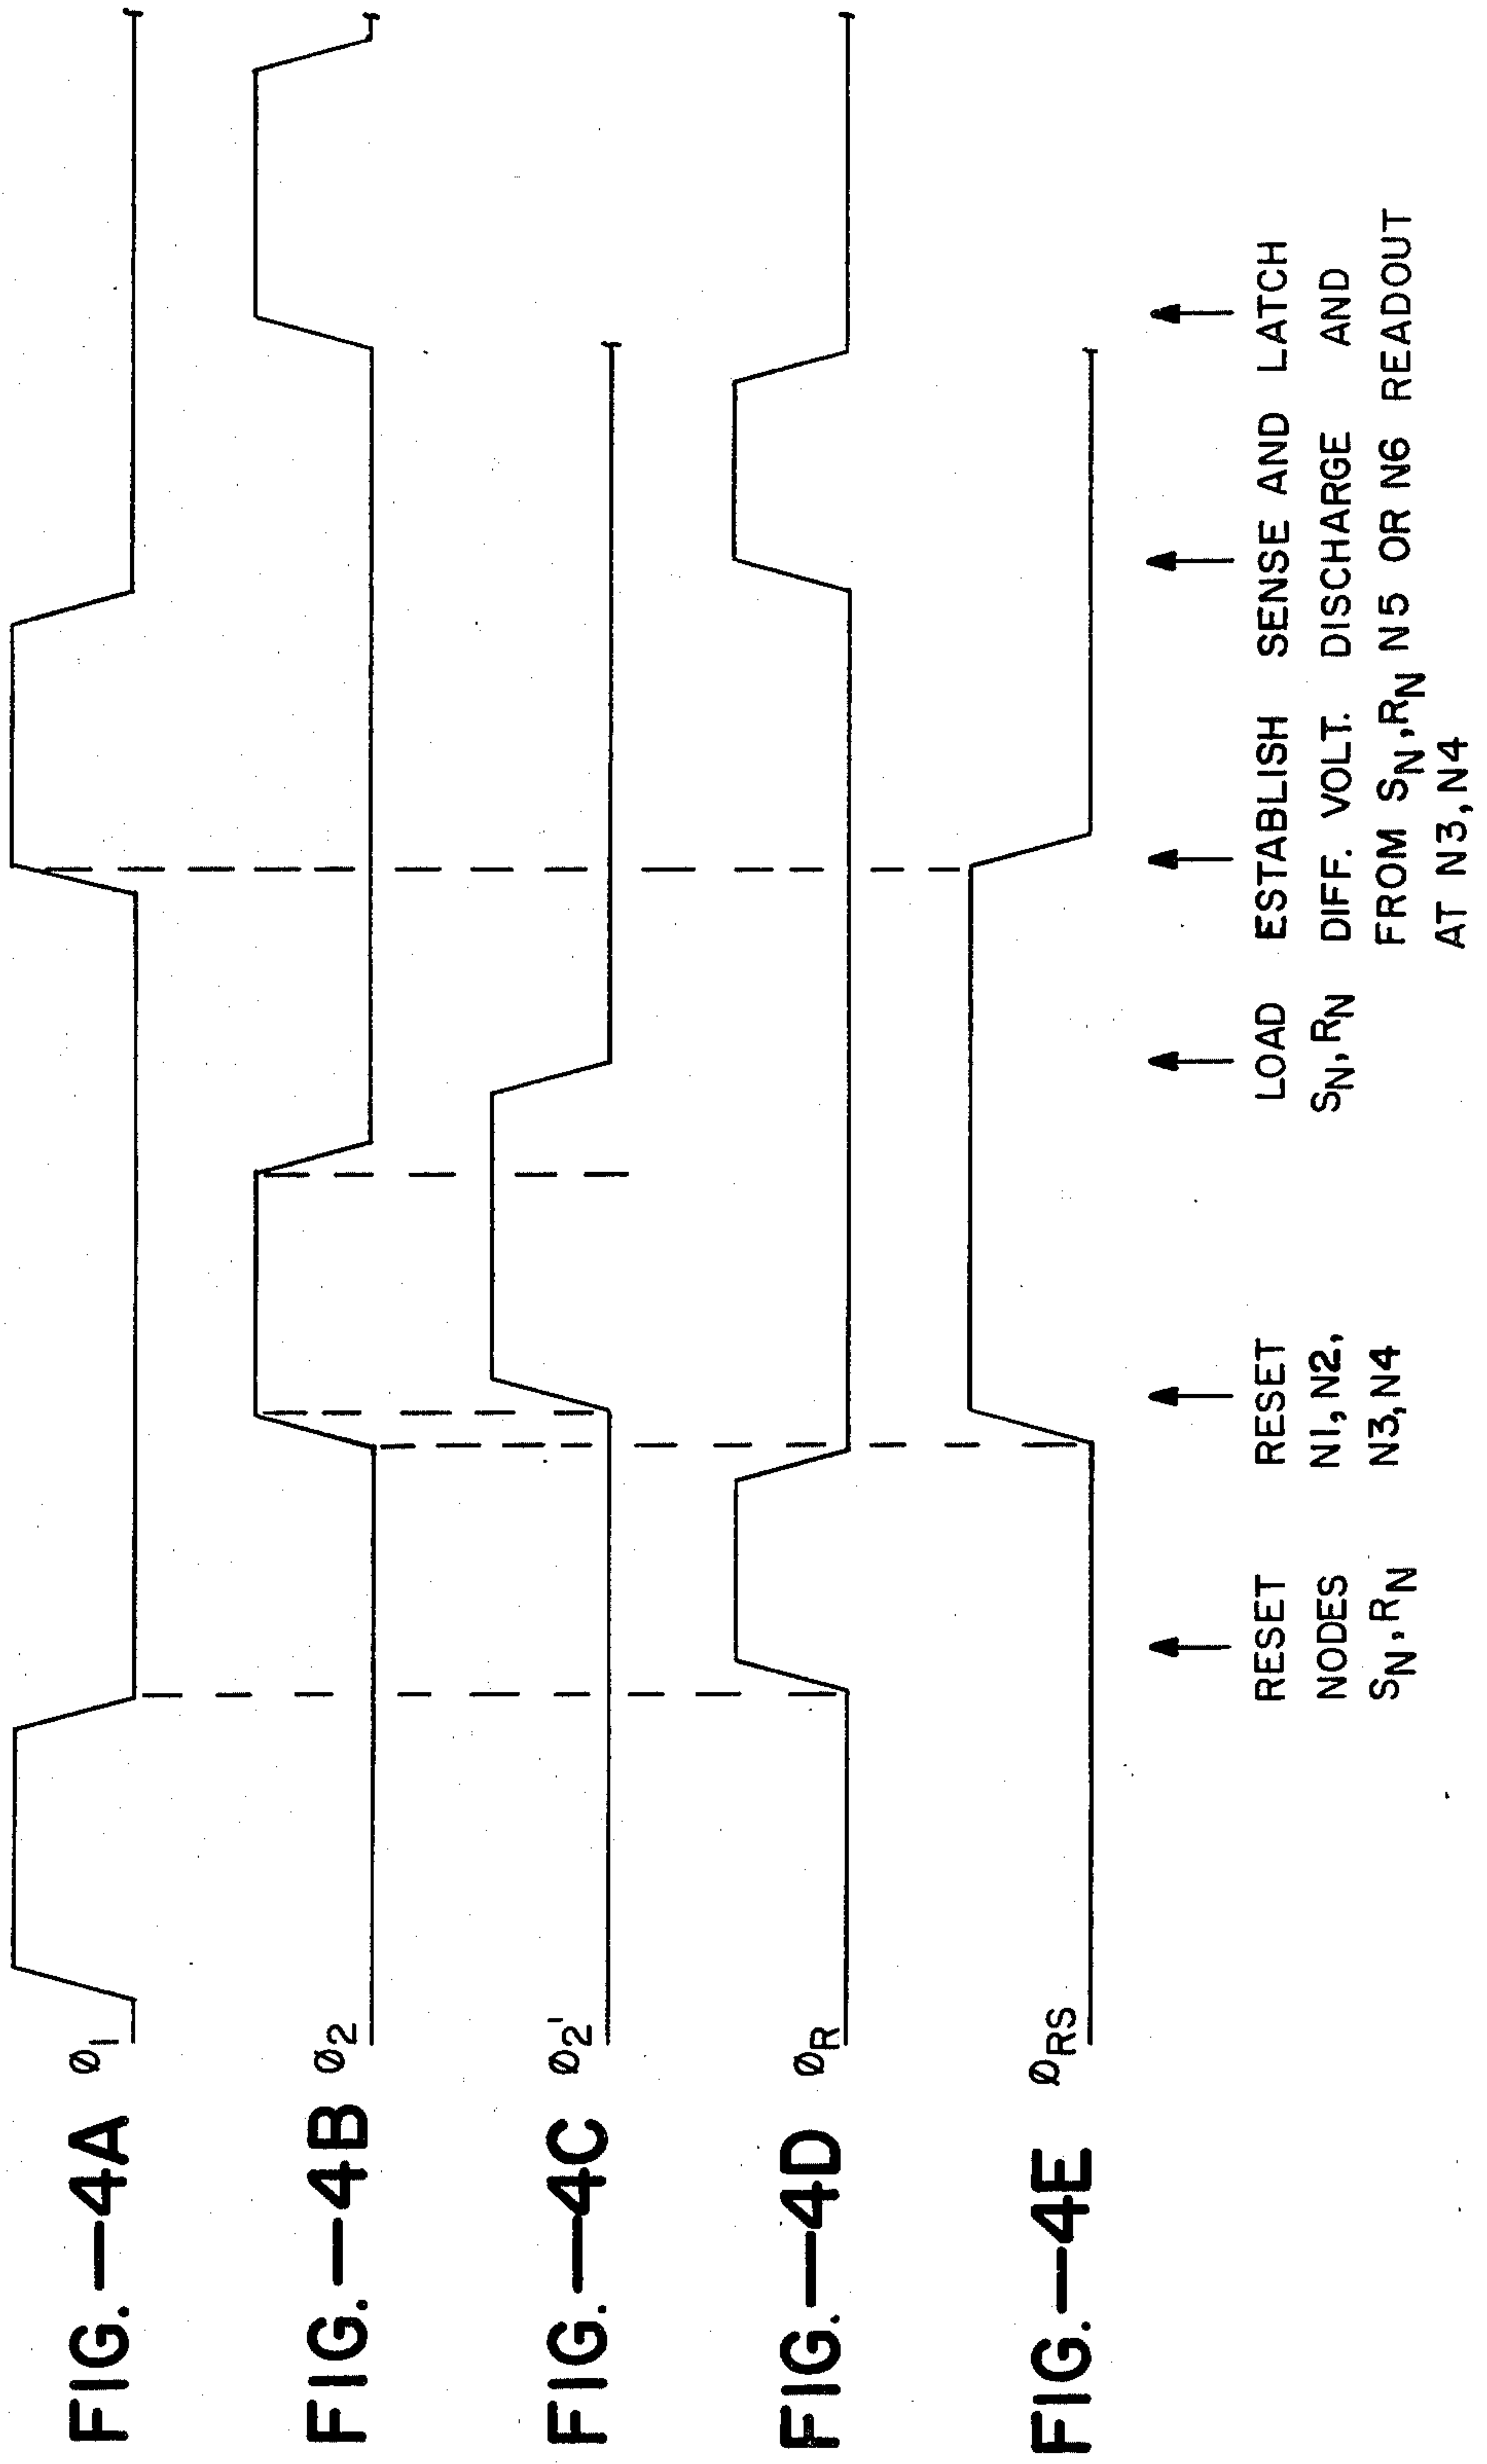 FIG.—4A Ø1
FIG.—4B Ø2
FIG.—4C Ø2'
FIG.—4D ØR
FIG.—4E ØRS
RESET
NODES
SN,RN
RESET
N1,N2,
N3,N4
LOAD
SN,RN
ESTABLISH
DIFF. VOLT.
FROM SN,RN
AT N3,N4
SENSE AND LATCH
DISCHARGE AND
N5 OR N6 READOUT